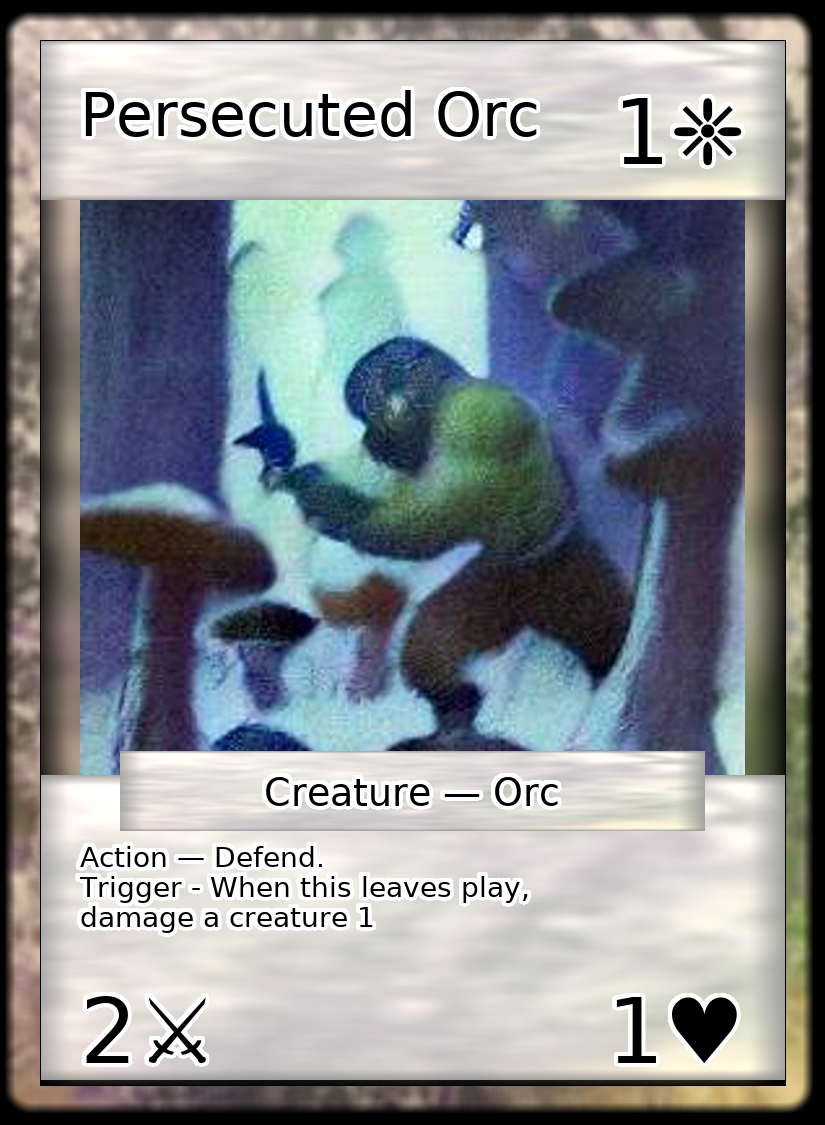 Persecuted Orc 1❊
Creature — Orc
Action — Defend.
Trigger - When this leaves play,
damage a creature 1
2⚔ 1♥